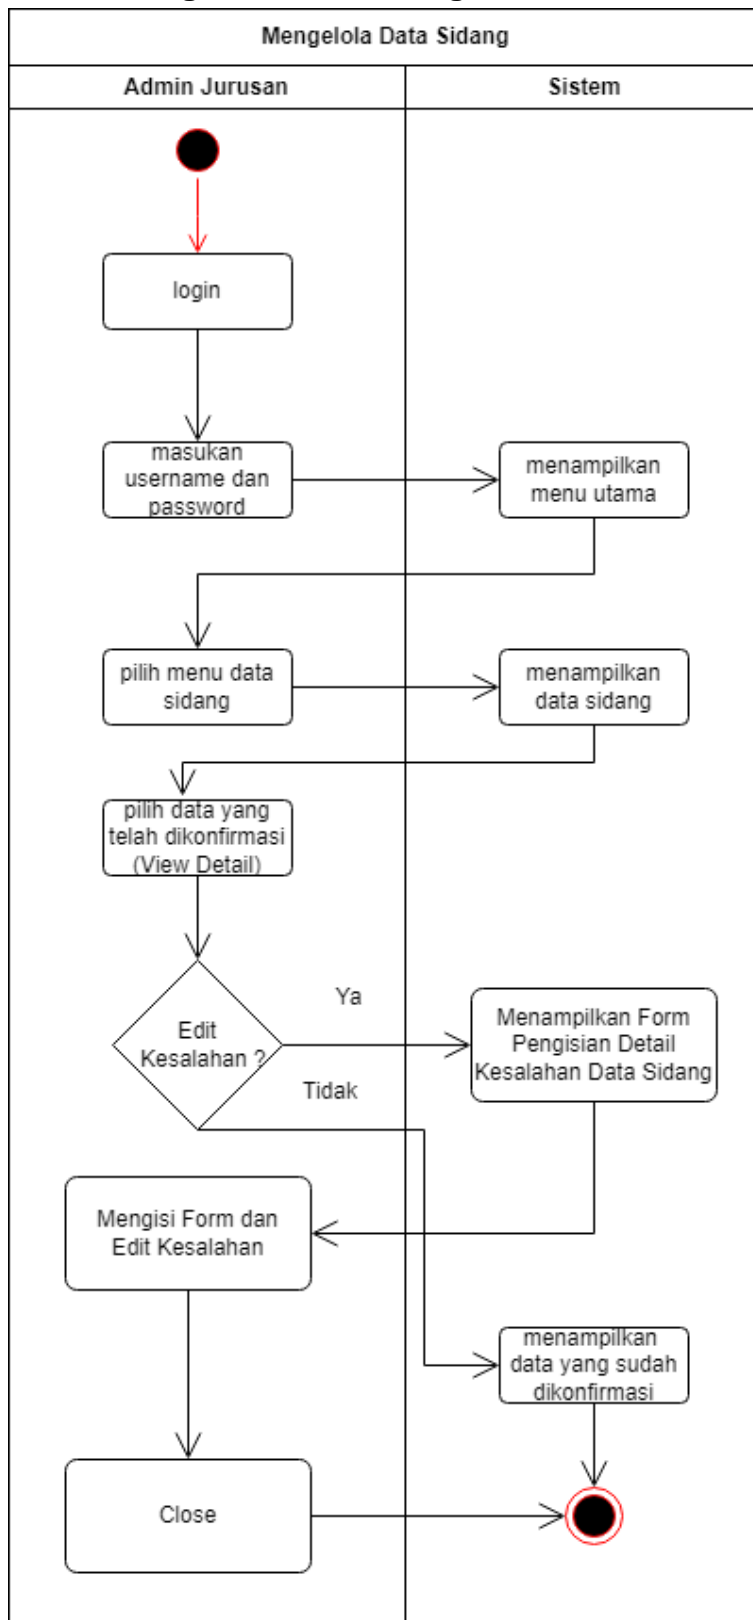 Mengelola Data Sidang
Admin Jurusan
Sistem
login
masukan
username dan
password
menampilkan
menu utama
pilih menu data
sidang
menampilkan
data sidang
pilih data yang
telah dikonfirmasi
(View Detail)
Edit
Kesalahan ?
Ya
Menampilkan Form
Pengisian Detail
Kesalahan Data Sidang
Tidak
Mengisi Form dan
Edit Kesalahan
menampilkan
data yang sudah
dikonfirmasi
Close